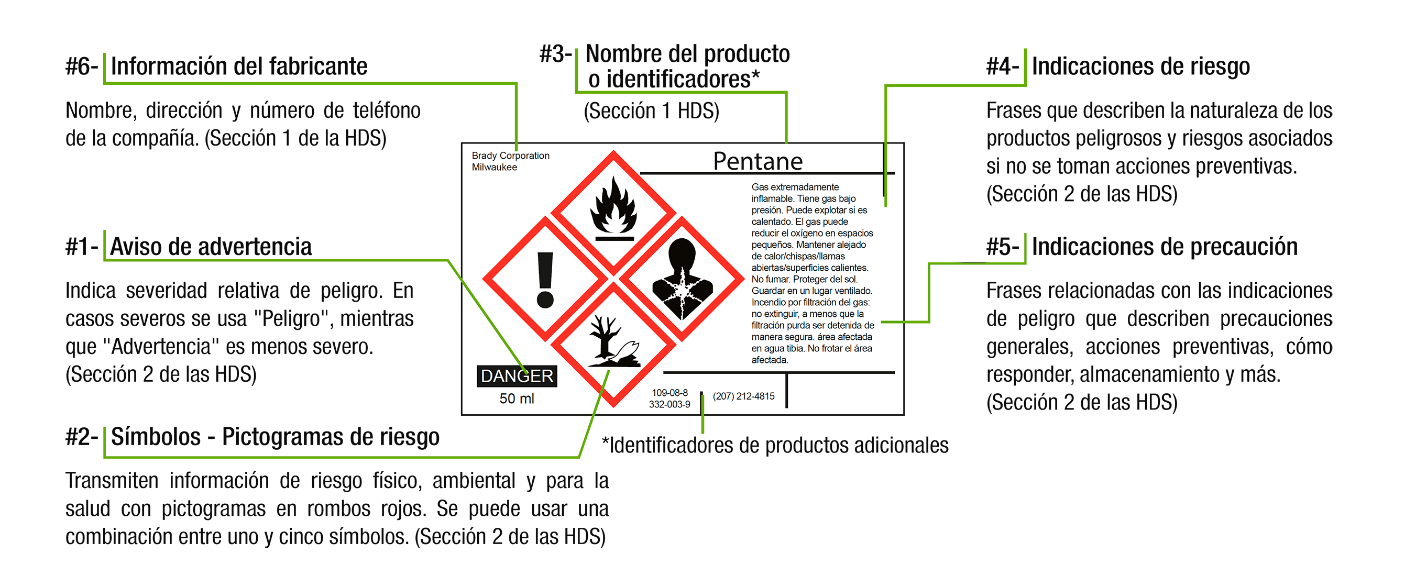 #6- Información del fabricante
Nombre, dirección y número de teléfono
de la compañía. (Sección 1 de la HDS)
#3- Nombre del producto
o identificadores*
(Sección 1 HDS)
#4- Indicaciones de riesgo
Frases que describen la naturaleza de los
productos peligrosos y riesgos asociados
si no se toman acciones preventivas.
(Sección 2 de las HDS)
#1- Aviso de advertencia
Indica severidad relativa de peligro. En
casos severos se usa "Peligro", mientras
que "Advertencia" es menos severo.
(Sección 2 de las HDS)
Brady Corporation
Milwaukee
Pentane
Gas extremadamente
inflamable. Tiene gas bajo
presión. Puede explotar si es
calentado. El gas puede
reducir el oxígeno en espacios
pequeños. Mantener alejado
de calor/chispas/llamas
abiertas/superficies calientes.
No fumar. Proteger del sol.
Guardar en un lugar ventilado.
Incendio por filtración del gas:
no extinguir, a menos que la
filtración purda ser detenida de
manera segura. área afectada
en agua tibia. No frotar el área
afectada.
DANGER
50 ml
109-08-8
332-003-9
(207) 212-4815
#5- Indicaciones de precaución
Frases relacionadas con las indicaciones
de peligro que describen precauciones
generales, acciones preventivas, cómo
responder, almacenamiento y más.
(Sección 2 de las HDS)
#2- Símbolos - Pictogramas de riesgo
Transmiten información de riesgo físico, ambiental y para la
salud con pictogramas en rombos rojos. Se puede usar una
combinación entre uno y cinco símbolos. (Sección 2 de las HDS)
*Identificadores de productos adicionales